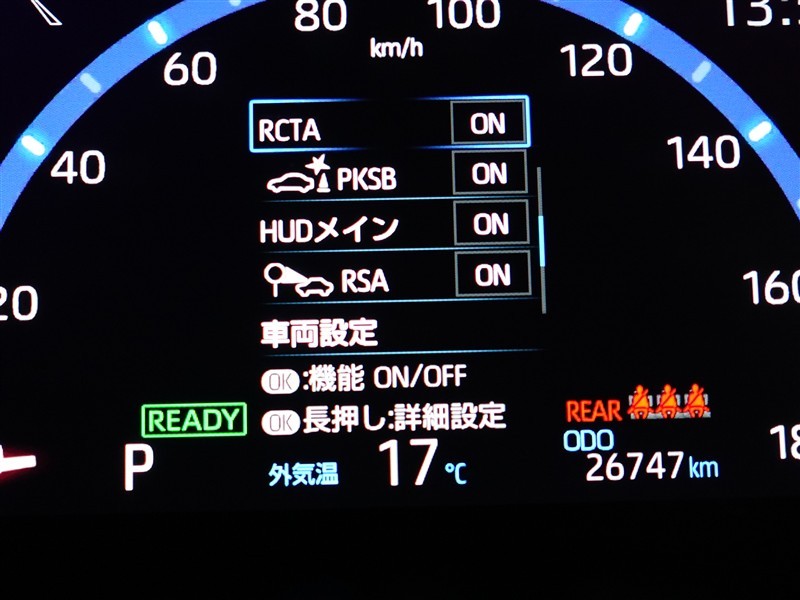 80 100 13:
km/h
60 120
RCTA ON
40 140
PKSB ON
HUDメイン ON
RSA ON
20 160
車両設定
OK:機能 ON/OFF
READY OK長押し:詳細設定 REAR
ODO
P 外気温 17℃ 26747km